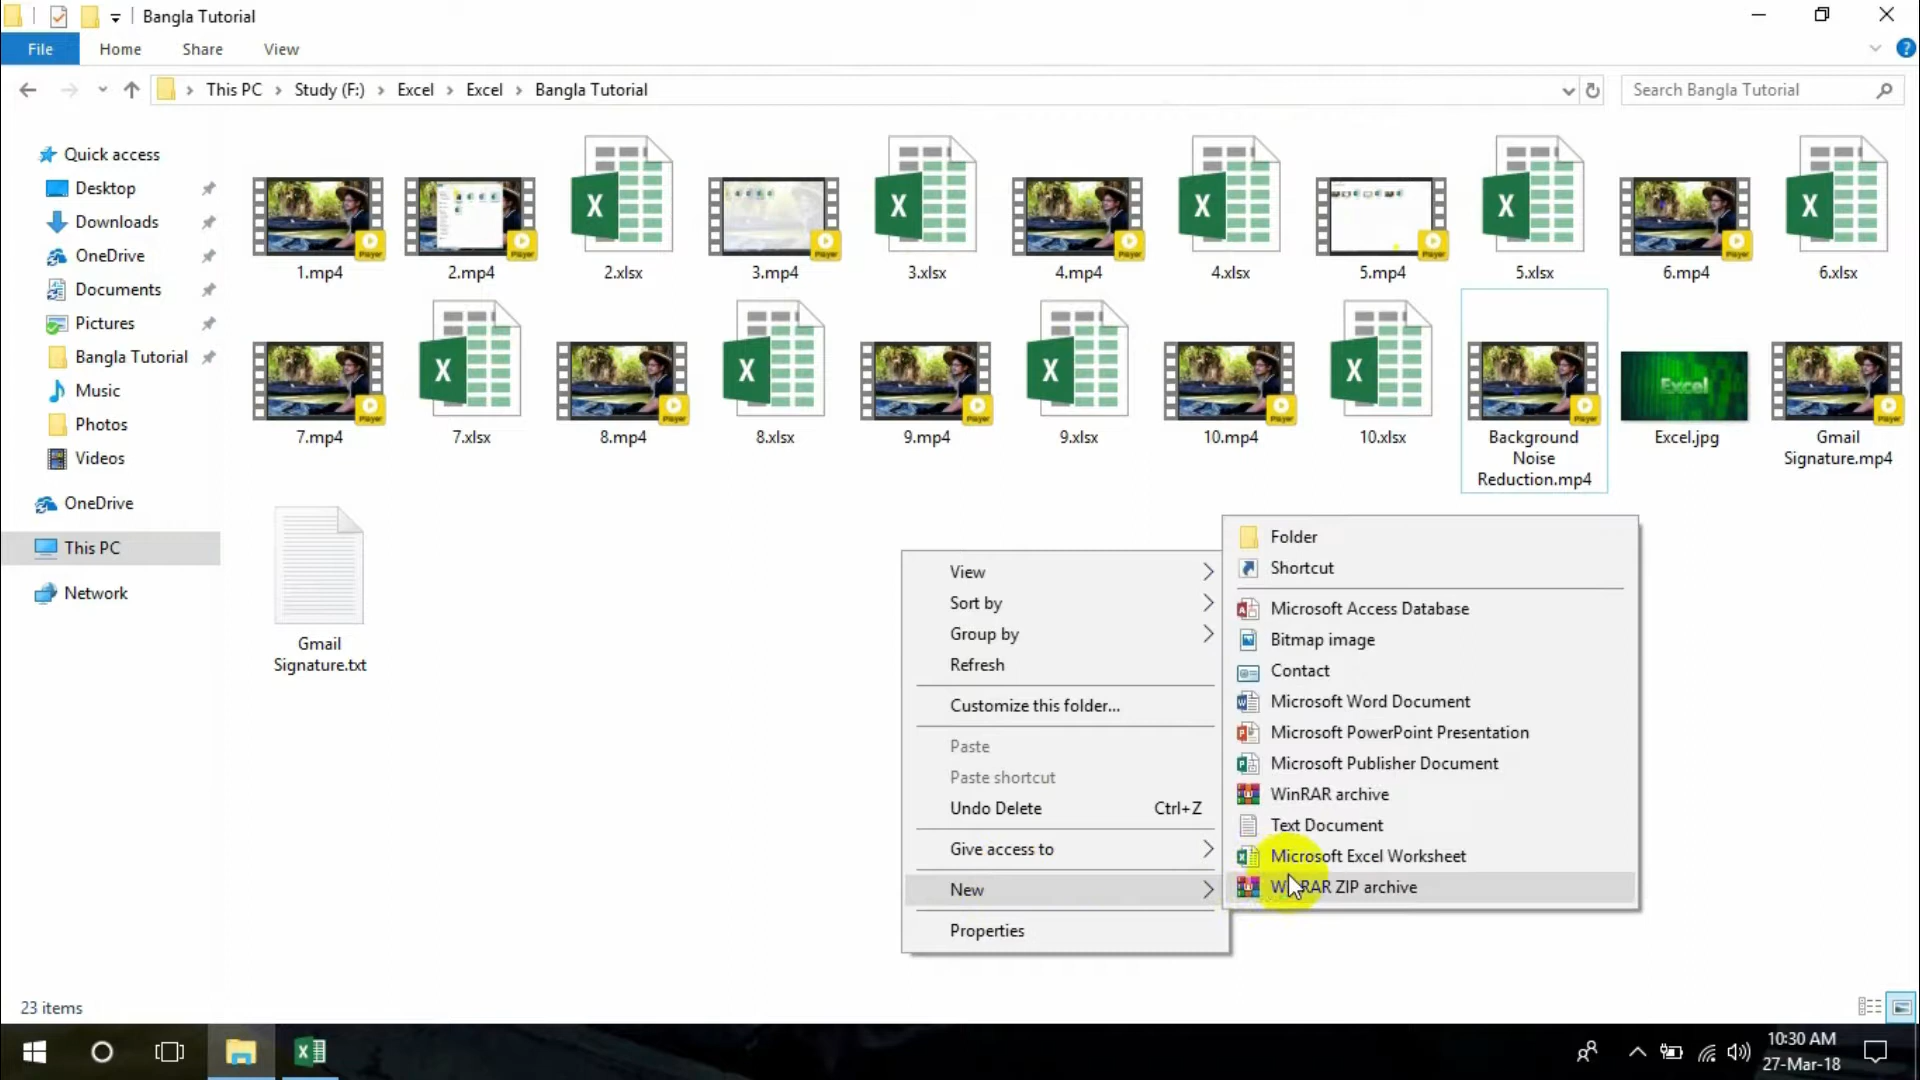 Bangla Tutorial
File Home Share View
This PC Study (F:) Excel Excel Bangla Tutorial
Search Bangla Tutorial
Quick access
Desktop
Downloads
OneDrive
Documents
Pictures
Bangla Tutorial
Music
Photos
Videos
OneDrive
This PC
Network
1.mp4 2.mp4 2.xlsx 3.mp4 3.xlsx 4.mp4 4.xlsx 5.mp4 5.xlsx 6.mp4 6.xlsx
7.mp4 7.xlsx 8.mp4 8.xlsx 9.mp4 9.xlsx 10.mp4 10.xlsx
Background
Noise
Reduction.mp4
Excel
Excel.jpg
Gmail
Signature.mp4
Gmail
Signature.txt
View
Sort by
Group by
Refresh
Customize this folder...
Paste
Paste shortcut
Undo Delete Ctrl+Z
Give access to
New
Properties
Folder
Shortcut
Microsoft Access Database
Bitmap image
Contact
Microsoft Word Document
Microsoft PowerPoint Presentation
Microsoft Publisher Document
WinRAR archive
Text Document
Microsoft Excel Worksheet
WinRAR ZIP archive
23 items
10:30 AM
27-Mar-18